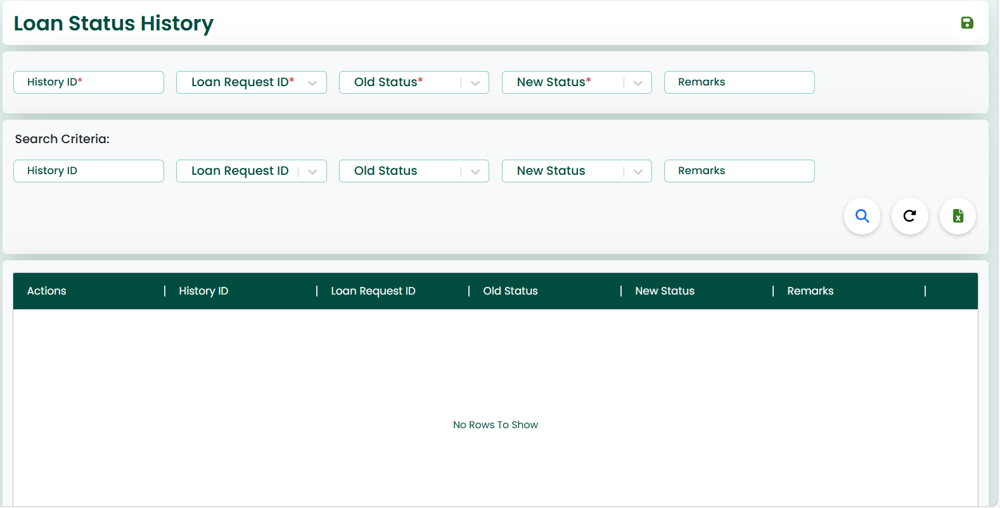 Loan Status History
History ID* Loan Request ID* Old Status* New Status* Remarks
Search Criteria:
History ID Loan Request ID Old Status New Status Remarks
Actions History ID Loan Request ID Old Status New Status Remarks
No Rows To Show